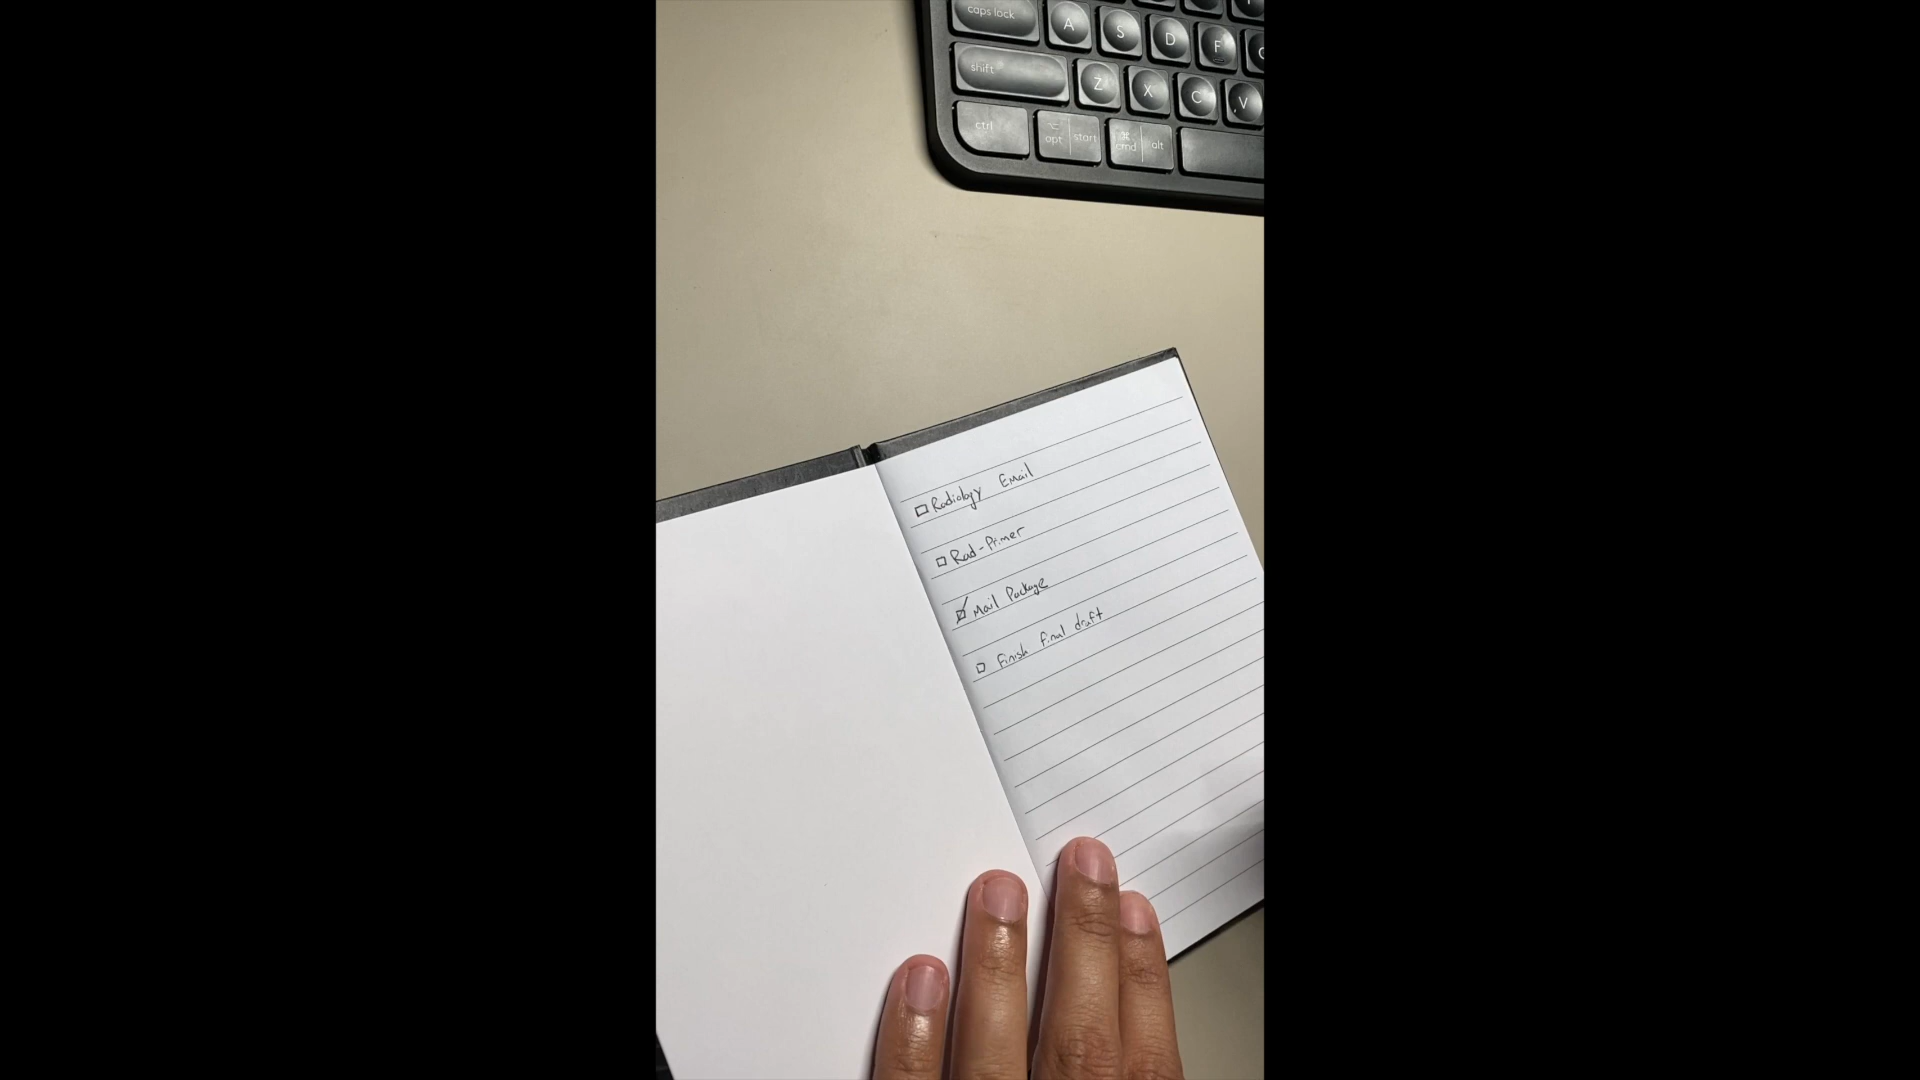 caps lock A S D F
shift Z X C V
ctrl opt start cmd alt
☐ Radiology Email
☐ Rad-Primer
☑ Mail Package
☐ Finish final draft